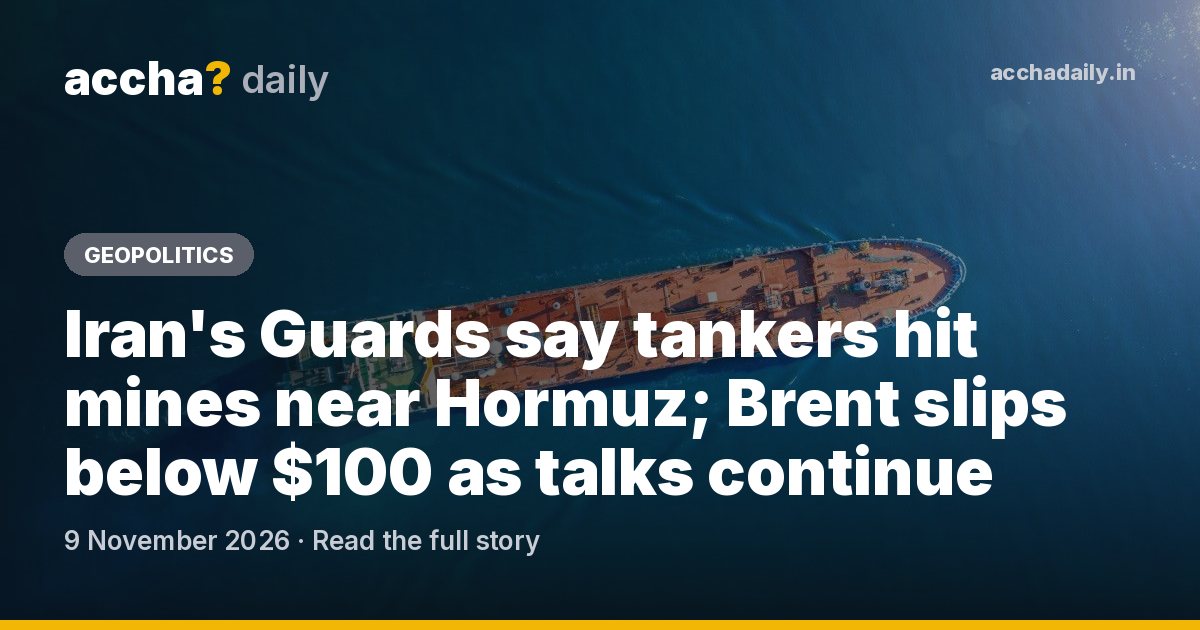 accha? daily
acchadaily.in
GEOPOLITICS
Iran's Guards say tankers hit
mines near Hormuz; Brent slips
below $100 as talks continue
9 November 2026 · Read the full story